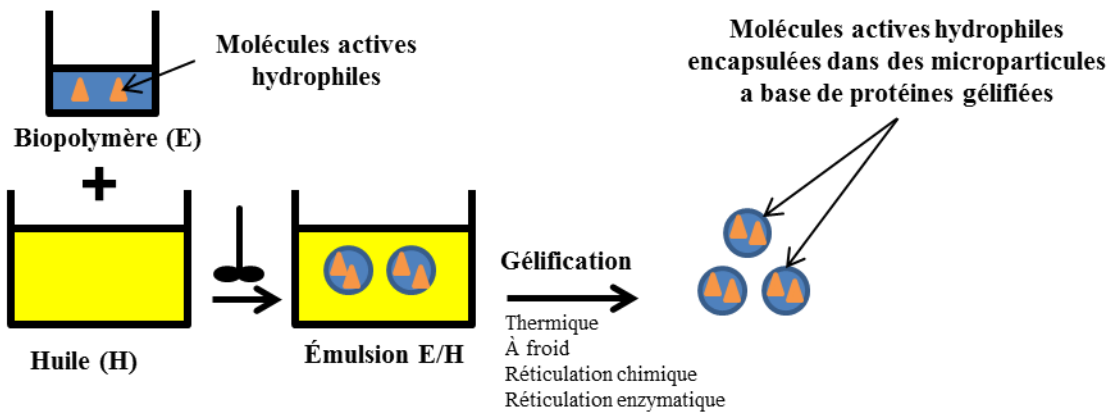 Molécules actives
hydrophiles
Biopolymère (E)
+
Huile (H)
Émulsion E/H
Gélification
Thermique
À froid
Réticulation chimique
Réticulation enzymatique
Molécules actives hydrophiles
encapsulées dans des microparticules
a base de protéines gélifiées